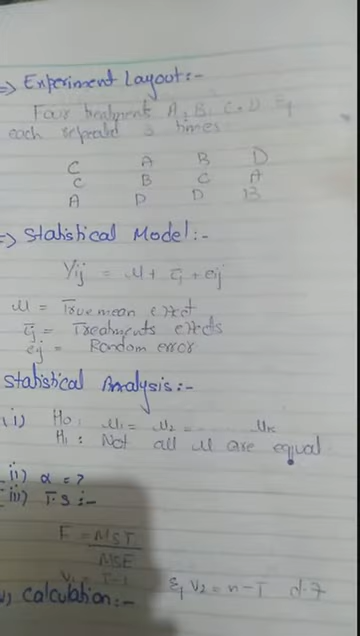 => Experiment Layout:-
Four treatment A, B, C & D &
each repeated 3 times
C A B D
C B C A
A D D B
=> Statistical Model:-
Yij = μ + τj + eij
μ = True mean effect
τj = Treatments effects
eij = Random error
Statistical Analysis:-
i) H0: μ1 = μ2 = ---- μk
H1: Not all μ are equal
ii) α = ?
iii) T.S :-
F = MST
MSE
V1 = T-1 & V2 = n-T d.f
Calculation:-